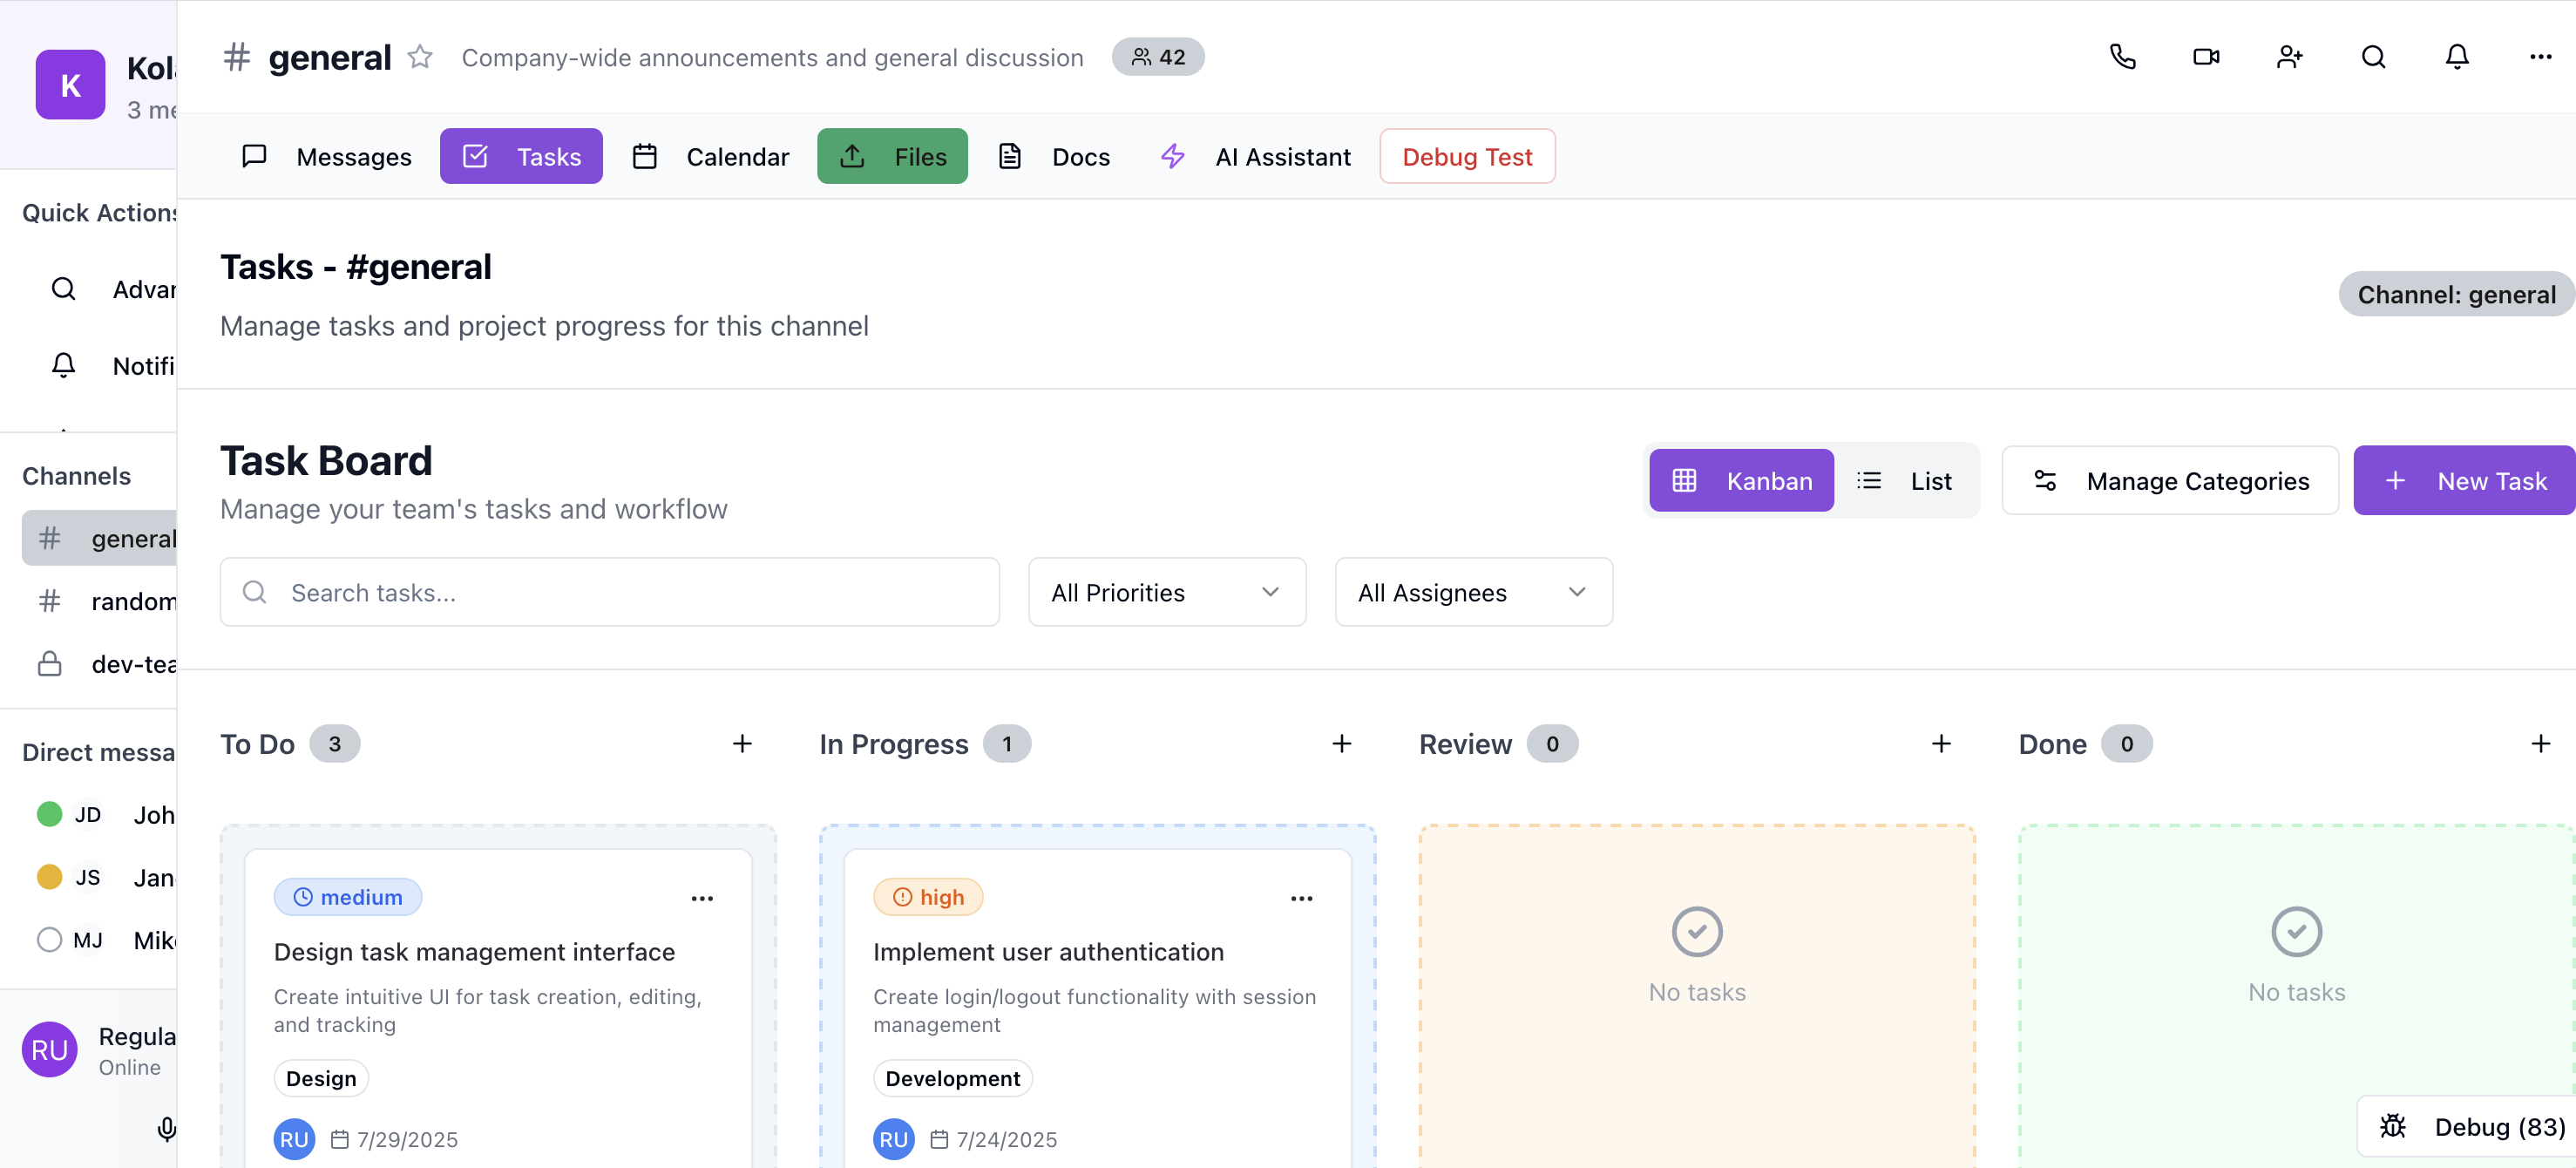 K
Kol
3 me
Quick Actions
Advan
Notifi
Channels
general
random
dev-tea
Direct messa
JD Joh
JS Jan
MJ Mik
RU
Regula
Online
# general Company-wide announcements and general discussion 42
Messages Tasks Calendar Files Docs AI Assistant Debug Test
Tasks - #general
Manage tasks and project progress for this channel
Channel: general
Task Board
Manage your team's tasks and workflow
Kanban List Manage Categories New Task
Search tasks... All Priorities All Assignees
To Do 3
medium
Design task management interface
Create intuitive UI for task creation, editing,
and tracking
Design
RU 7/29/2025
In Progress 1
high
Implement user authentication
Create login/logout functionality with session
management
Development
RU 7/24/2025
Review 0
No tasks
Done 0
No tasks
Debug (83)